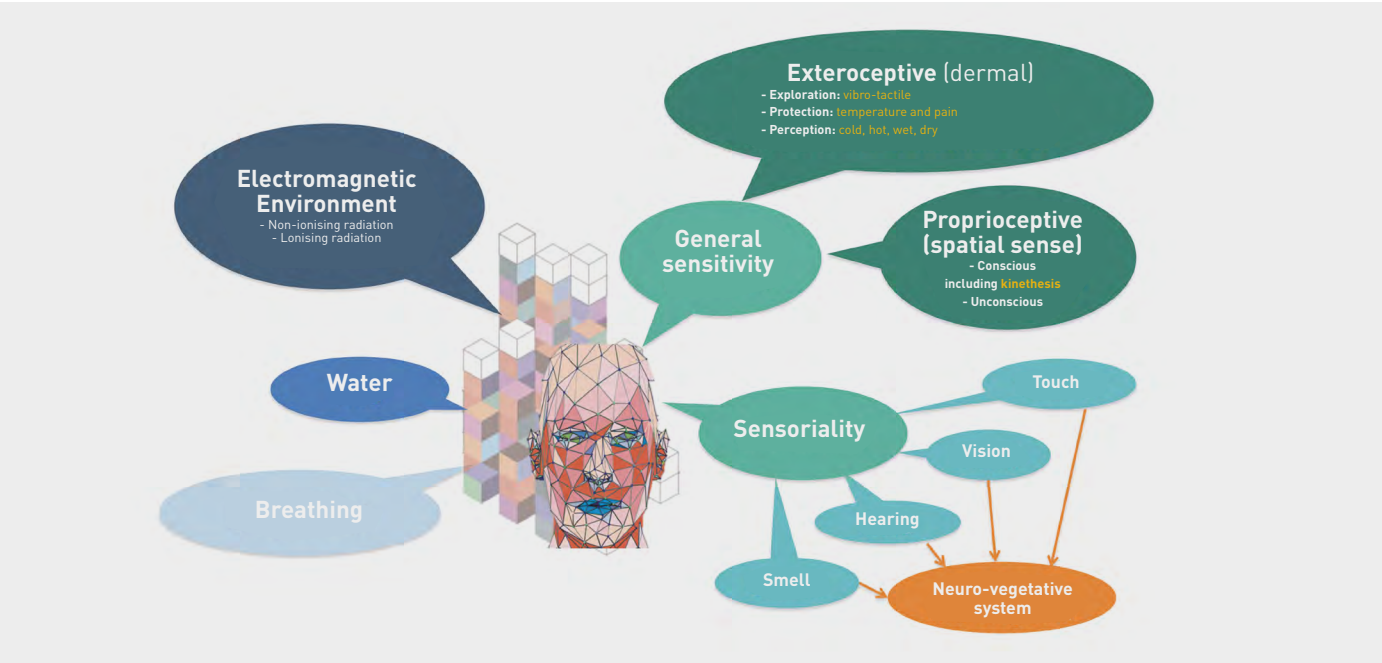 Exteroceptive (dermal)
- Exploration: vibro-tactile
- Protection: temperature and pain
- Perception: cold, hot, wet, dry
Electromagnetic
Environment
- Non-ionising radiation
- Lonising radiation
General
sensitivity
Proprioceptive
(spatial sense)
- Conscious
including kinethesis
- Unconscious
Water
Touch
Sensoriality
Vision
Breathing
Hearing
Smell
Neuro-vegetative
system